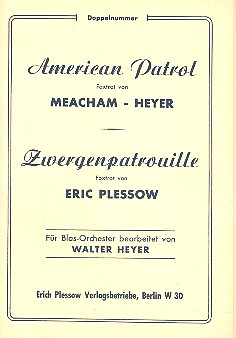 Doppelnummer
American Patrol
Foxtrot von
MEACHAM - HEYER
Zwergenpatrouille
Foxtrot von
ERIC PLESSOW
Für Blas-Orchester bearbeitet von
WALTER HEYER
Erich Plessow Verlagsbetriebe, Berlin W 30